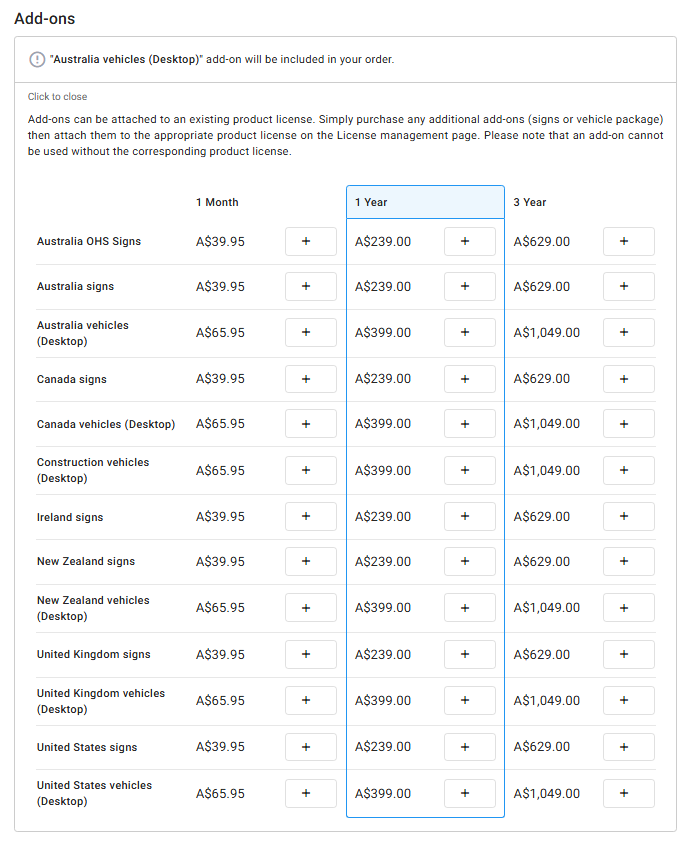 Add-ons
"Australia vehicles (Desktop)" add-on will be included in your order.
Click to close
Add-ons can be attached to an existing product license. Simply purchase any additional add-ons (signs or vehicle package)
then attach them to the appropriate product license on the License management page. Please note that an add-on cannot
be used without the corresponding product license.
1 Month 1 Year 3 Year
Australia OHS Signs A$39.95 + A$239.00 + A$629.00 +
Australia signs A$39.95 + A$239.00 + A$629.00 +
Australia vehicles
(Desktop) A$65.95 + A$399.00 + A$1,049.00 +
Canada signs A$39.95 + A$239.00 + A$629.00 +
Canada vehicles (Desktop) A$65.95 + A$399.00 + A$1,049.00 +
Construction vehicles
(Desktop) A$65.95 + A$399.00 + A$1,049.00 +
Ireland signs A$39.95 + A$239.00 + A$629.00 +
New Zealand signs A$39.95 + A$239.00 + A$629.00 +
New Zealand vehicles
(Desktop) A$65.95 + A$399.00 + A$1,049.00 +
United Kingdom signs A$39.95 + A$239.00 + A$629.00 +
United Kingdom vehicles
(Desktop) A$65.95 + A$399.00 + A$1,049.00 +
United States signs A$39.95 + A$239.00 + A$629.00 +
United States vehicles
(Desktop) A$65.95 + A$399.00 + A$1,049.00 +